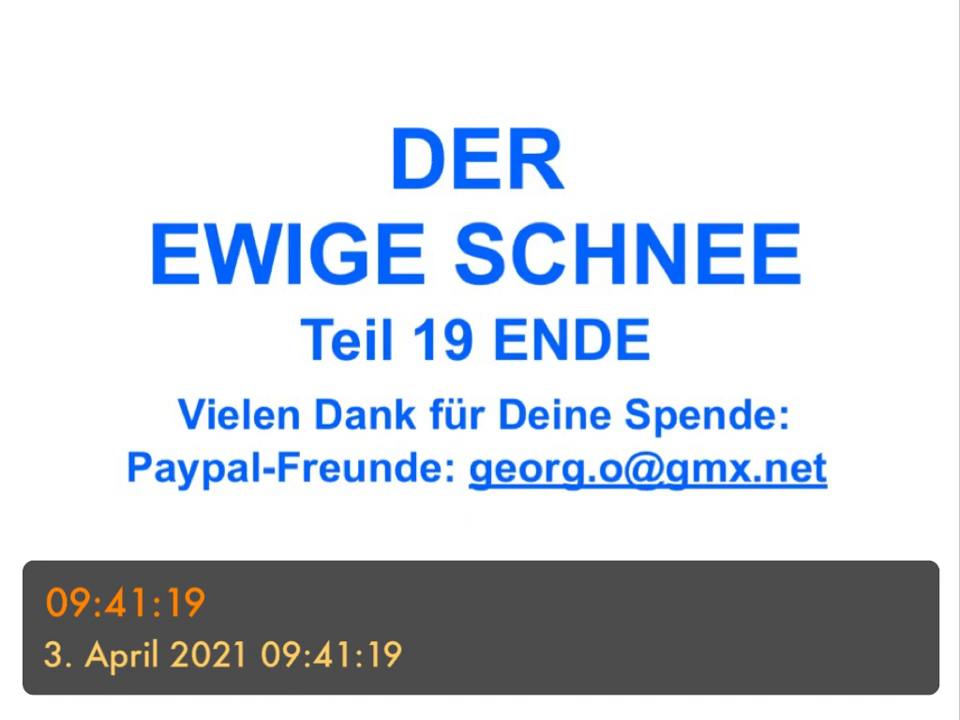 DER
EWIGE SCHNEE
Teil 19 ENDE
Vielen Dank für Deine Spende:
Paypal-Freunde: georg.o@gmx.net
09:41:19
3. April 2021 09:41:19